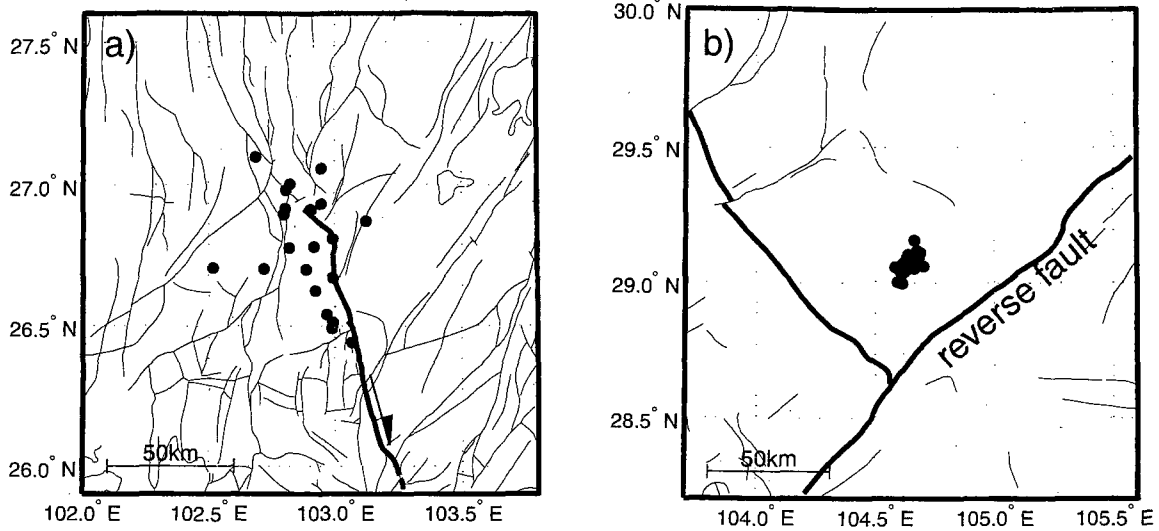 a)
27.5° N
27.0° N
26.5° N
26.0° N
50km
102.0° E 102.5° E 103.0° E 103.5° E
b)
30.0° N
29.5° N
29.0° N
28.5° N
reverse fault
50km
104.0° E 104.5° E 105.0° E 105.5° E